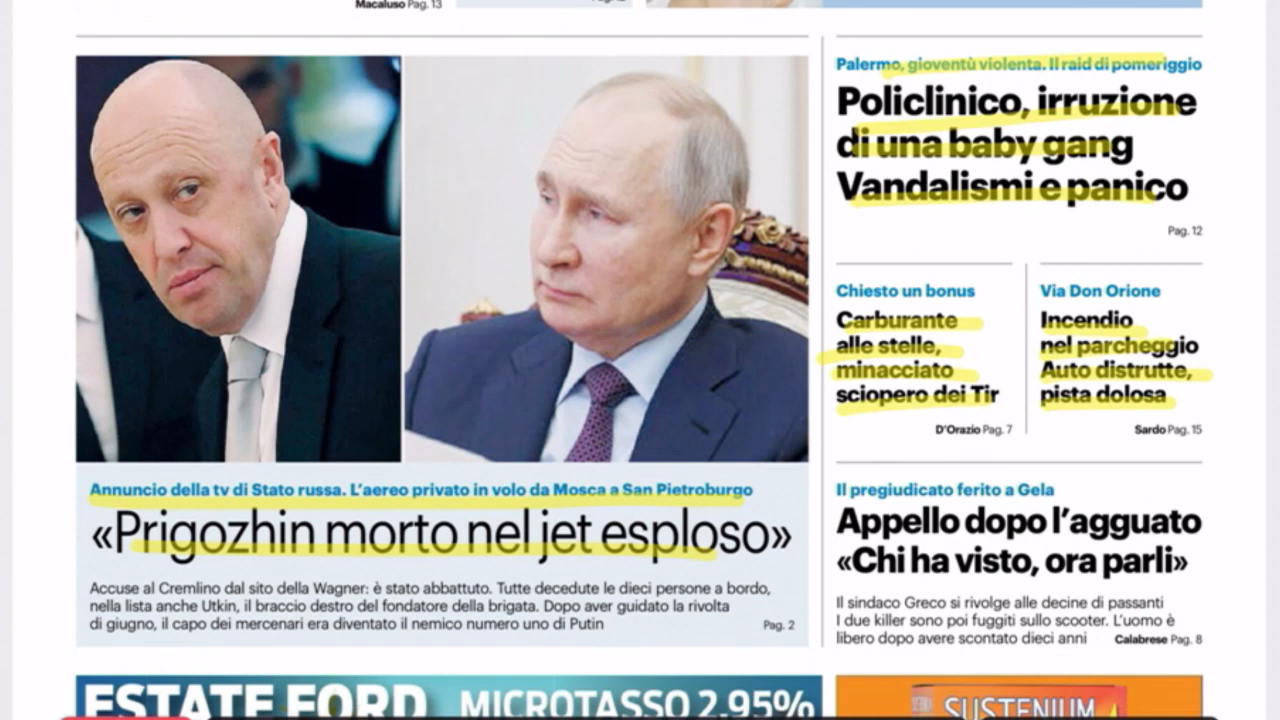 Macaluso Pag. 13
Annuncio della tv di Stato russa. L'aereo privato in volo da Mosca a San Pietroburgo
«Prigozhin morto nel jet esploso»
Accuse al Cremlino dal sito della Wagner: è stato abbattuto. Tutte decedute le dieci persone a bordo,
nella lista anche Utkin, il braccio destro del fondatore della brigata. Dopo aver guidato la rivolta
di giugno, il capo dei mercenari era diventato il nemico numero uno di Putin
Pag. 2
Palermo, gioventù violenta. Il raid di pomeriggio
Policlinico, irruzione
di una baby gang
Vandalismi e panico
Pag. 12
Chiesto un bonus
Carburante
alle stelle,
minacciato
sciopero dei Tir
D'Orazio Pag. 7
Via Don Orione
Incendio
nel parcheggio
Auto distrutte,
pista dolosa
Sardo Pag. 15
Il pregiudicato ferito a Gela
Appello dopo l'agguato
«Chi ha visto, ora parli»
Il sindaco Greco si rivolge alle decine di passanti
I due killer sono poi fuggiti sullo scooter. L'uomo è
libero dopo avere scontato dieci anni
Calabrese Pag. 8
ESTATE FORD
MICROTASSO 2,95%
SUSTENIUM